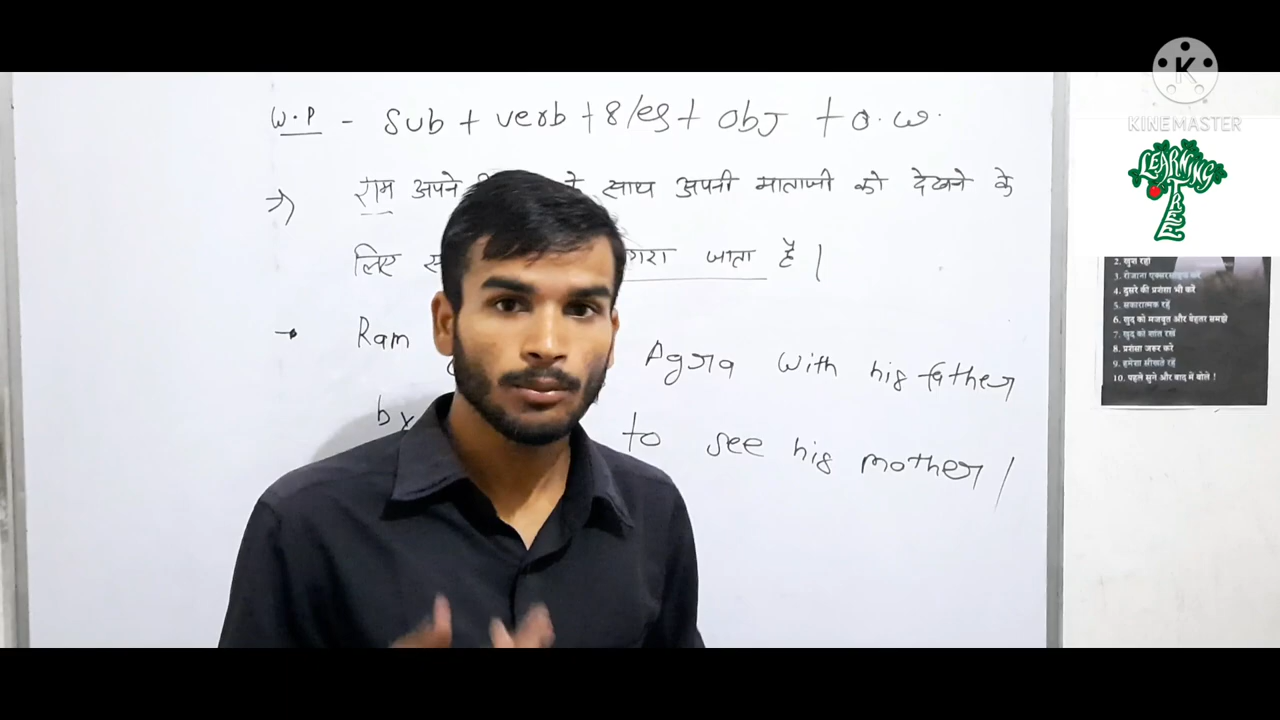 W.P - Sub + verb + s/es + obj + o.w.
राम अपने साथ अपनी माताजी को देखने के
लिए जाता है |
Ram Agra with his father
to see his mother |
KINEMASTER
LEARNING TREE
2. खुश रहो
3. रोजाना एक्सरसाइज करें
4. दुसरे की प्रशंसा भी करें
5. सकारात्मक रहें
6. खुद को मजबूत और बेहतर समझे
7. खुद को शांत रखें
8. प्रशंसा जरूर करे
9. हमेशा सीखते रहें
10. पहले सुने और बाद में बोले !